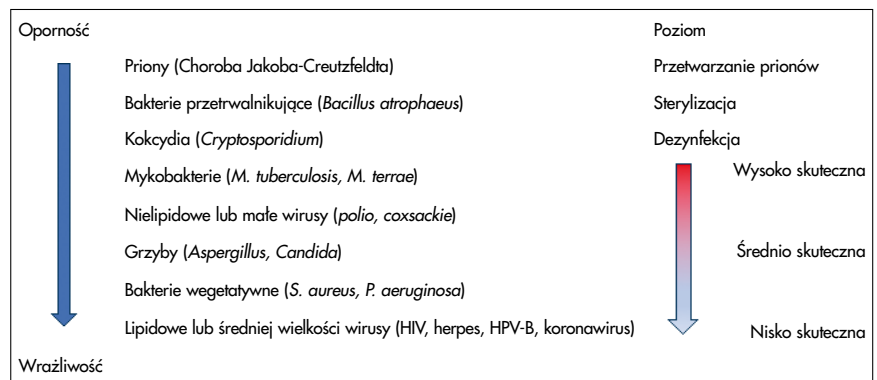 Oporność Poziom
Priony (Choroba Jakoba-Creutzfeldta) Przetwarzanie prionów
Bakterie przetrwalnikujące (Bacillus atrophaeus) Sterylizacja
Kokcydia (Cryptosporidium) Dezynfekcja
Mykobakterie (M. tuberculosis, M. terrae) Wysoko skuteczna
Nielipidowe lub małe wirusy (polio, coxsackie)
Grzyby (Aspergillus, Candida) Średnio skuteczna
Bakterie wegetatywne (S. aureus, P. aeruginosa)
Lipidowe lub średniej wielkości wirusy (HIV, herpes, HPV-B, koronawirus) Nisko skuteczna
Wrażliwość